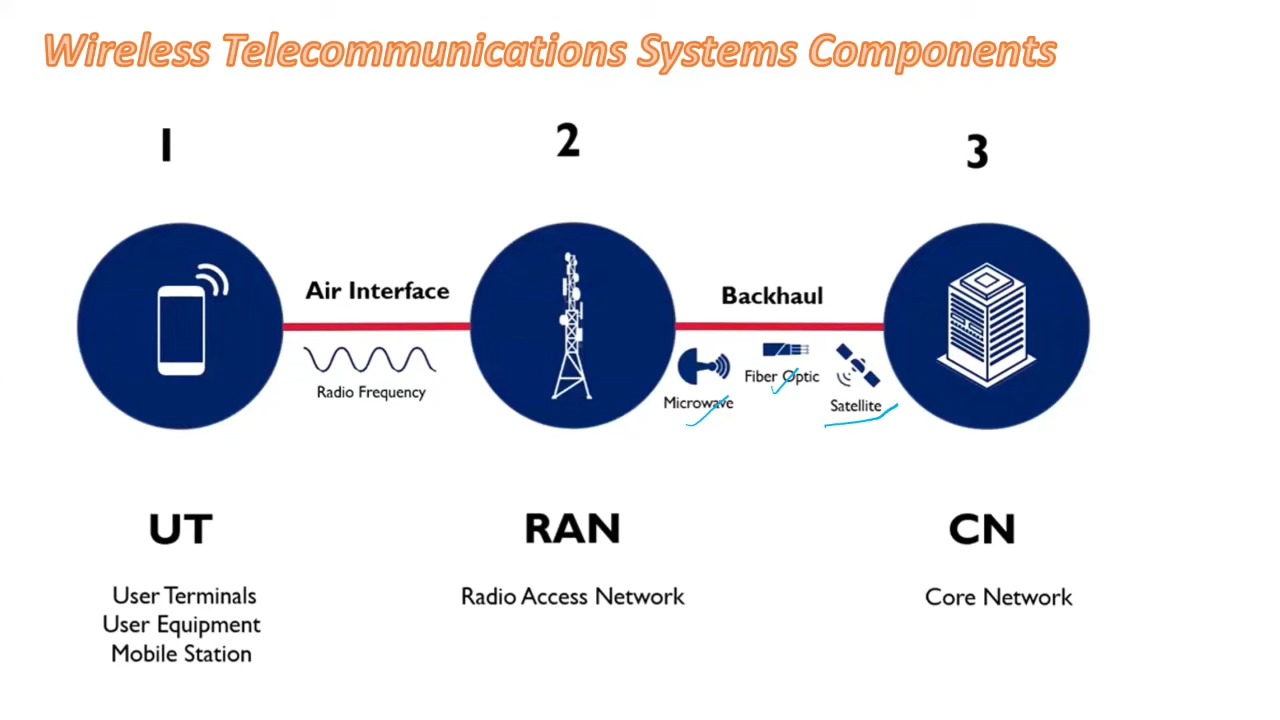 Wireless Telecommunications Systems Components
1
2
3
Air Interface
Radio Frequency
Backhaul
Microwave
Fiber Optic
Satellite
UT
RAN
CN
User Terminals
User Equipment
Mobile Station
Radio Access Network
Core Network